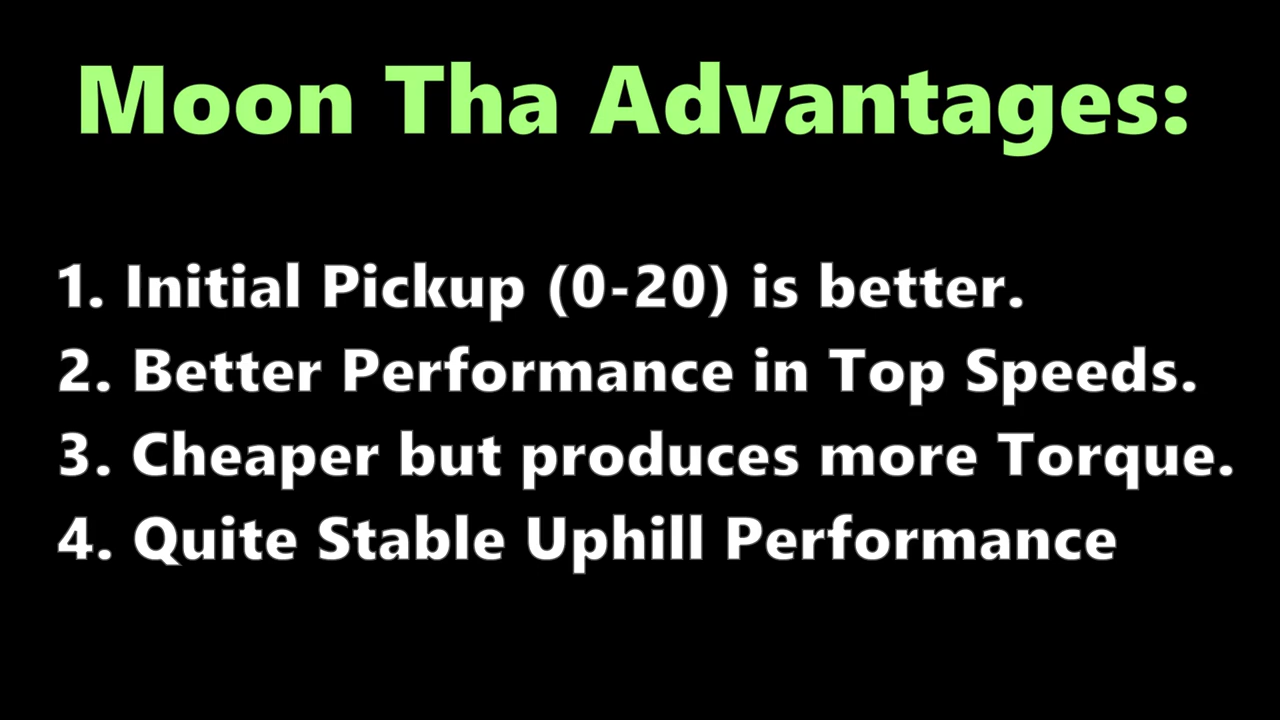 Moon Tha Advantages:
1. Initial Pickup (0-20) is better.
2. Better Performance in Top Speeds.
3. Cheaper but produces more Torque.
4. Quite Stable Uphill Performance